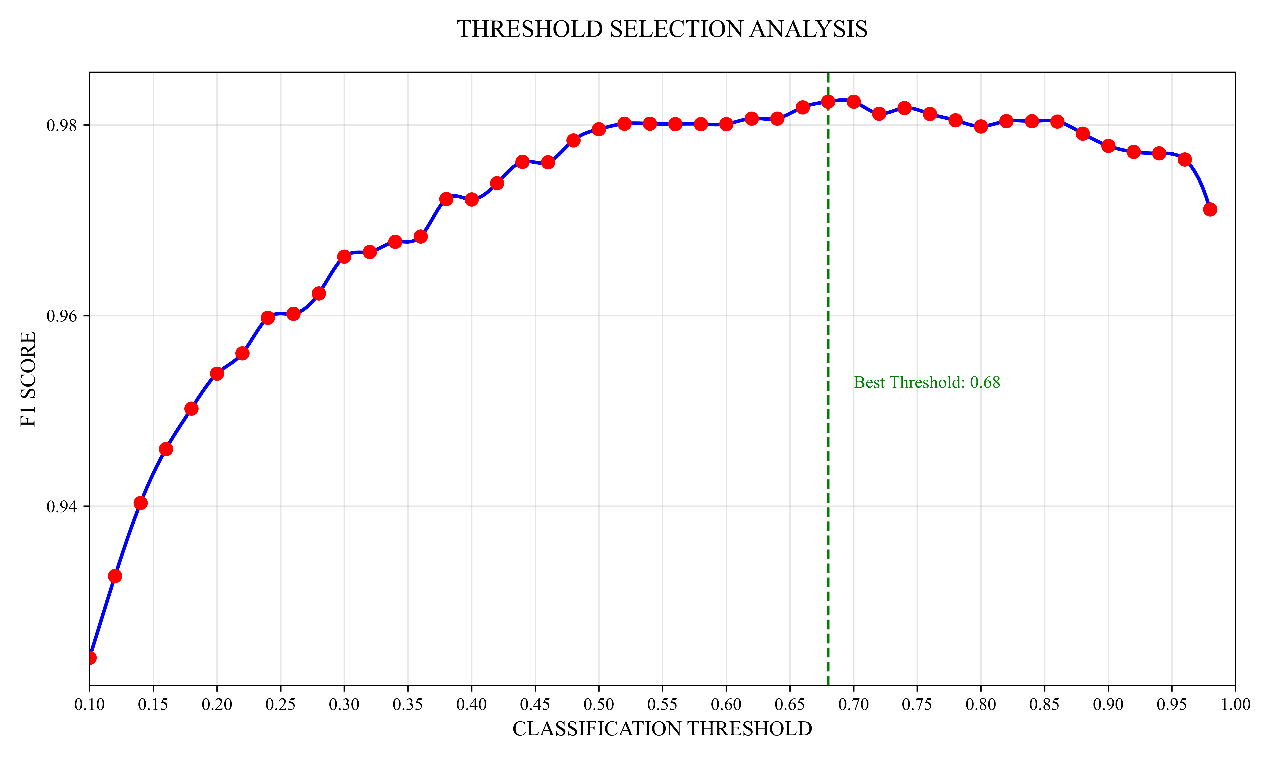 THRESHOLD SELECTION ANALYSIS
0.98
0.96
0.94
F1 SCORE
Best Threshold: 0.68
0.10 0.15 0.20 0.25 0.30 0.35 0.40 0.45 0.50 0.55 0.60 0.65 0.70 0.75 0.80 0.85 0.90 0.95 1.00
CLASSIFICATION THRESHOLD